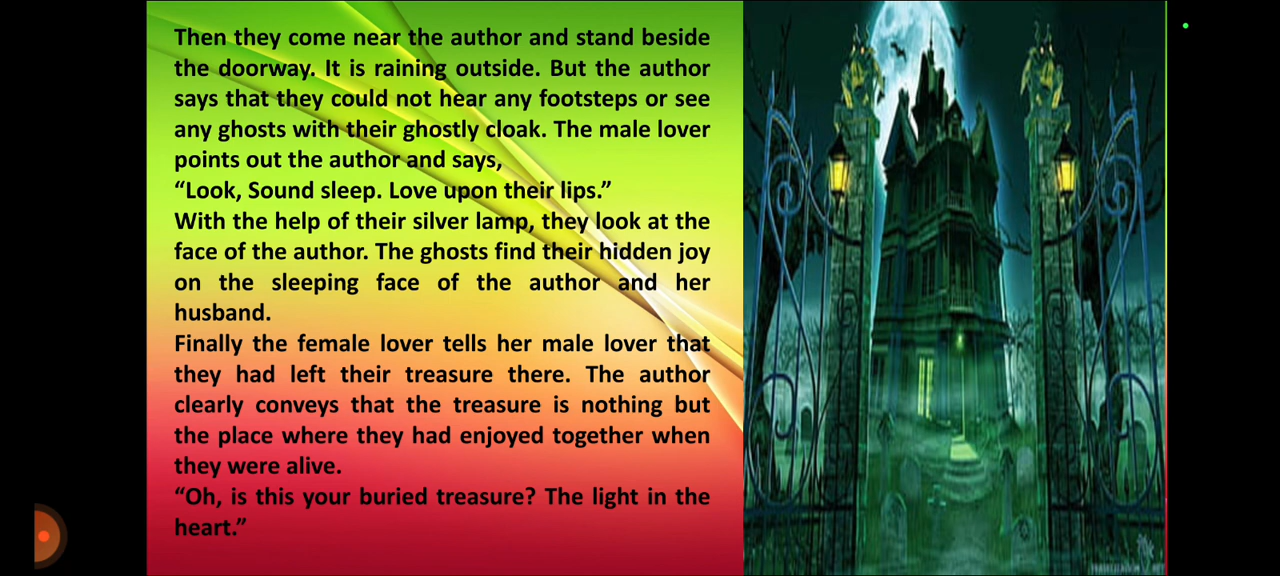 Then they come near the author and stand beside
the doorway. It is raining outside. But the author
says that they could not hear any footsteps or see
any ghosts with their ghostly cloak. The male lover
points out the author and says,
“Look, Sound sleep. Love upon their lips.”
With the help of their silver lamp, they look at the
face of the author. The ghosts find their hidden joy
on the sleeping face of the author and her
husband.
Finally the female lover tells her male lover that
they had left their treasure there. The author
clearly conveys that the treasure is nothing but
the place where they had enjoyed together when
they were alive.
“Oh, is this your buried treasure? The light in the
heart.”